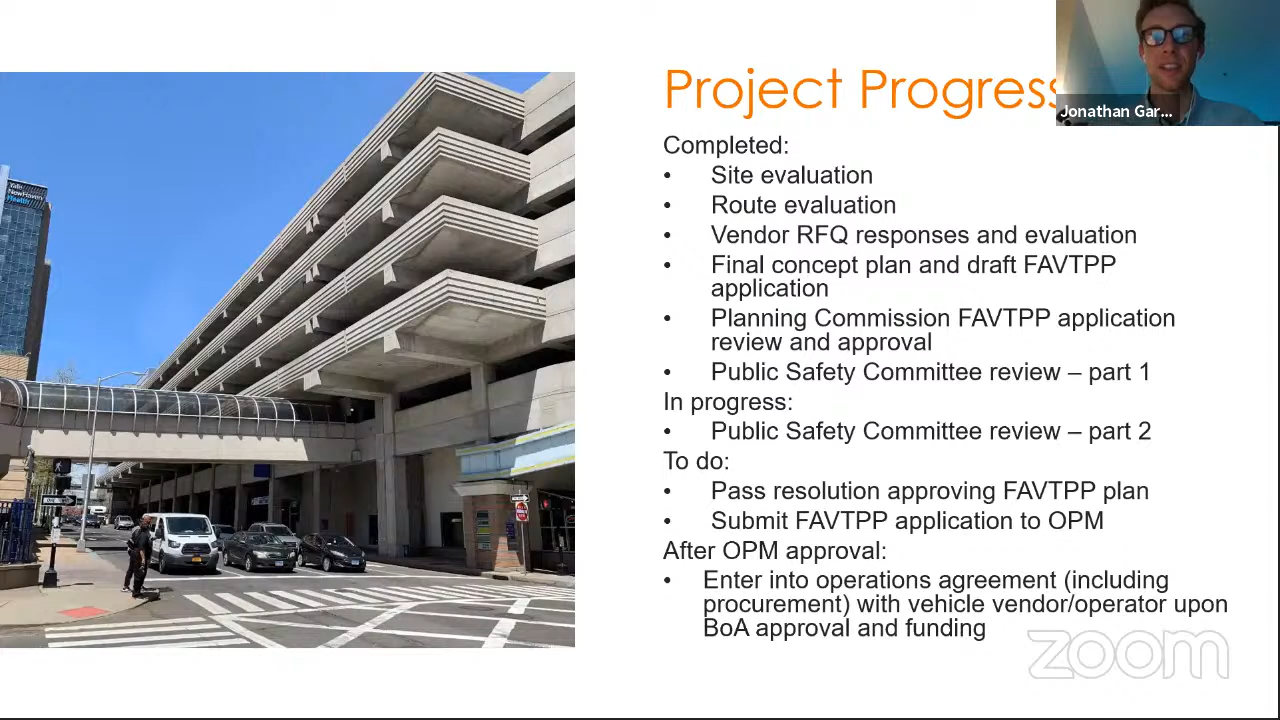 Project Progress
Jonathan Gar...
Completed:
• Site evaluation
• Route evaluation
• Vendor RFQ responses and evaluation
• Final concept plan and draft FAVTPP
application
• Planning Commission FAVTPP application
review and approval
• Public Safety Committee review – part 1
In progress:
• Public Safety Committee review – part 2
To do:
• Pass resolution approving FAVTPP plan
• Submit FAVTPP application to OPM
After OPM approval:
• Enter into operations agreement (including
procurement) with vehicle vendor/operator upon
BoA approval and funding
zoom
Yale
NewHaven
Health